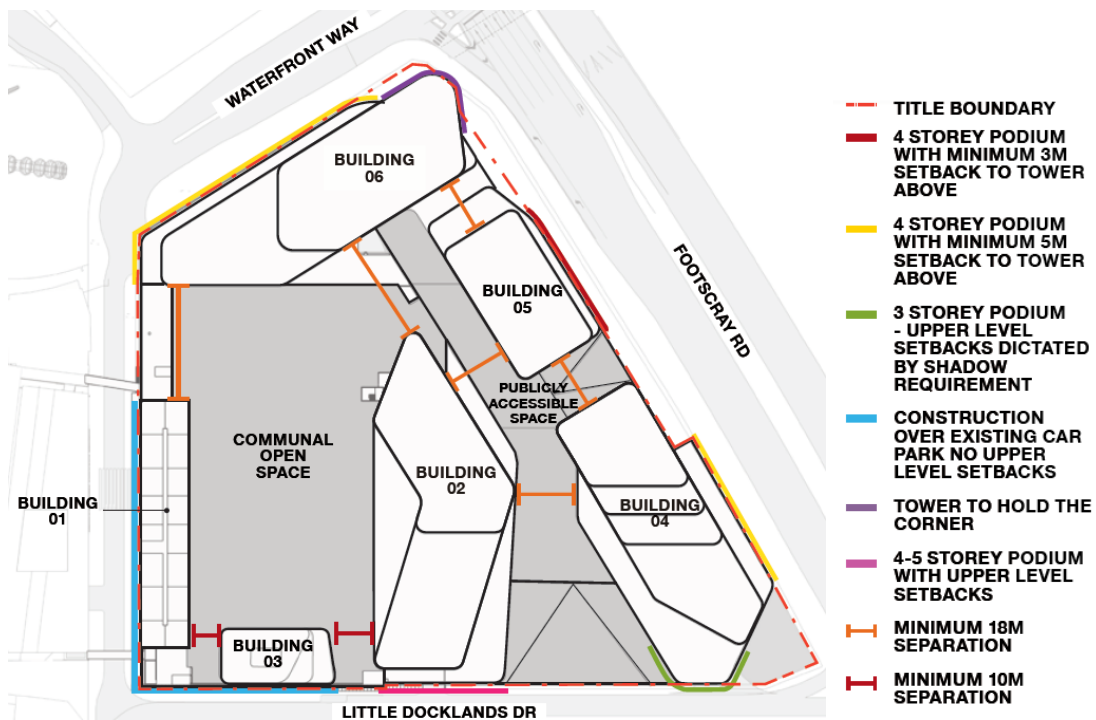 WATERFRONT WAY
BUILDING
06
BUILDING
05
FOOTSCRAY RD
PUBLICLY
ACCESSIBLE
SPACE
COMMUNAL
OPEN
SPACE
BUILDING
02
BUILDING
01
BUILDING
04
BUILDING
03
LITTLE DOCKLANDS DR
TITLE BOUNDARY
4 STOREY PODIUM
WITH MINIMUM 3M
SETBACK TO TOWER
ABOVE
4 STOREY PODIUM
WITH MINIMUM 5M
SETBACK TO TOWER
ABOVE
3 STOREY PODIUM
- UPPER LEVEL
SETBACKS DICTATED
BY SHADOW
REQUIREMENT
CONSTRUCTION
OVER EXISTING CAR
PARK NO UPPER
LEVEL SETBACKS
TOWER TO HOLD THE
CORNER
4-5 STOREY PODIUM
WITH UPPER LEVEL
SETBACKS
MINIMUM 18M
SEPARATION
MINIMUM 10M
SEPARATION